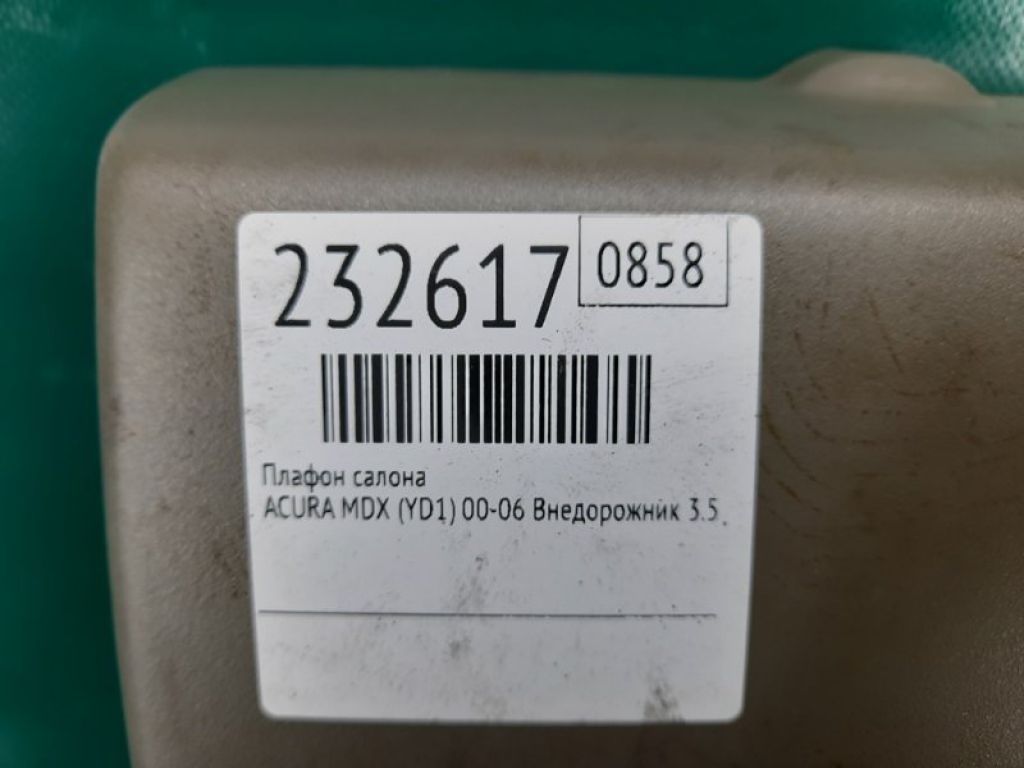 232617 0858
Плафон салона
ACURA MDX (YD1) 00-06 Внедорожник 3.5